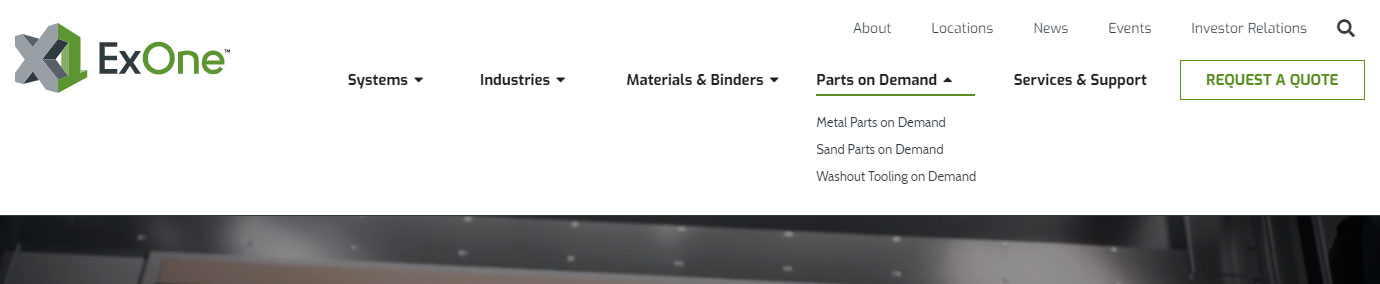 About Locations News Events Investor Relations
ExOne™
Systems Industries Materials & Binders Parts on Demand Services & Support REQUEST A QUOTE
Metal Parts on Demand
Sand Parts on Demand
Washout Tooling on Demand